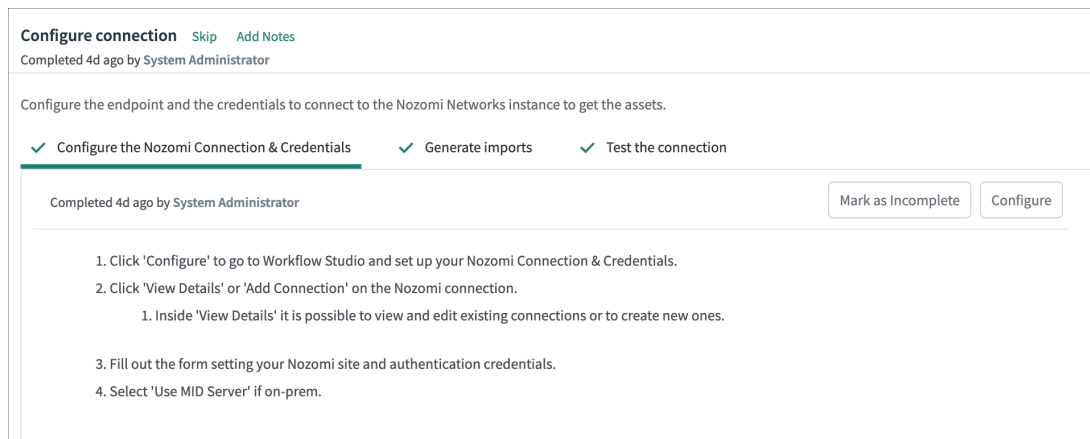 Configure connection Skip Add Notes
Completed 4d ago by System Administrator
Configure the endpoint and the credentials to connect to the Nozomi Networks instance to get the assets.
Configure the Nozomi Connection & Credentials Generate imports Test the connection
Completed 4d ago by System Administrator Mark as Incomplete Configure
1. Click 'Configure' to go to Workflow Studio and set up your Nozomi Connection & Credentials.
2. Click 'View Details' or 'Add Connection' on the Nozomi connection.
1. Inside 'View Details' it is possible to view and edit existing connections or to create new ones.
3. Fill out the form setting your Nozomi site and authentication credentials.
4. Select 'Use MID Server' if on-prem.